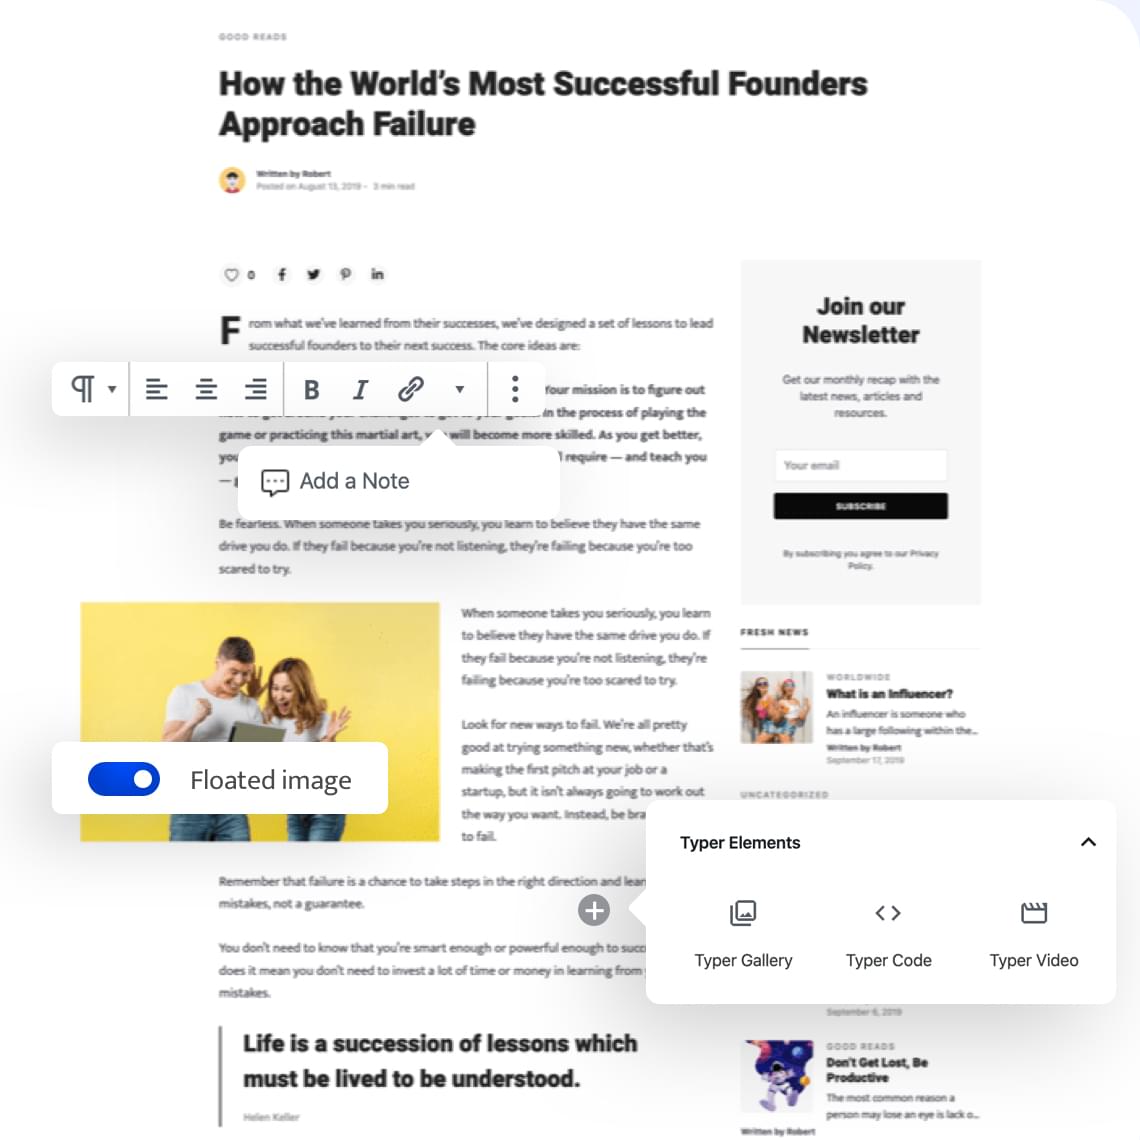 GOOD READS
How the World’s Most Successful Founders
Approach Failure
Written by Robert
Posted on August 13, 2019 - 3 min read
0
From what we’ve learned from their successes, we’ve designed a set of lessons to lead
successful founders to their next success. The core ideas are:
Your mission is to figure out
in the process of playing the
game or practicing this martial art, will become more skilled. As you get better,
require — and teach you
—
B I
Add a Note
Be fearless. When someone takes you seriously, you learn to believe they have the same
drive you do. If they fail because you’re not listening, they’re failing because you’re too
scared to try.
When someone takes you seriously, you learn
to believe they have the same drive you do. If
they fail because you’re not listening, they’re
failing because you’re too scared to try.
Look for new ways to fail. We’re all pretty
good at trying something new, whether that’s
making the first pitch at your job or a
startup, but it isn’t always going to work out
the way you want. Instead, be
to fail.
Floated image
Remember that failure is a chance to take steps in the right direction and
mistakes, not a guarantee.
You don’t need to know that you’re smart enough or powerful enough to
does it mean you don’t need to invest a lot of time or money in learning from
mistakes.
Life is a succession of lessons which
must be lived to be understood.
Helen Keller
Join our
Newsletter
Get our monthly recap with the
latest news, articles and
resources.
Your email
SUBSCRIBE
By subscribing you agree to our Privacy
Policy.
FRESH NEWS
WORLDWIDE
What is an Influencer?
An influencer is someone who
has a large following within the...
Written by Robert
September 17, 2019
UNCATEGORIZED
Typer Elements
Typer Gallery
Typer Code
Typer Video
September 6, 2019
GOOD READS
Don’t Get Lost, Be
Productive
The most common reason a
person may lose an eye is lack o...
Written by Robert